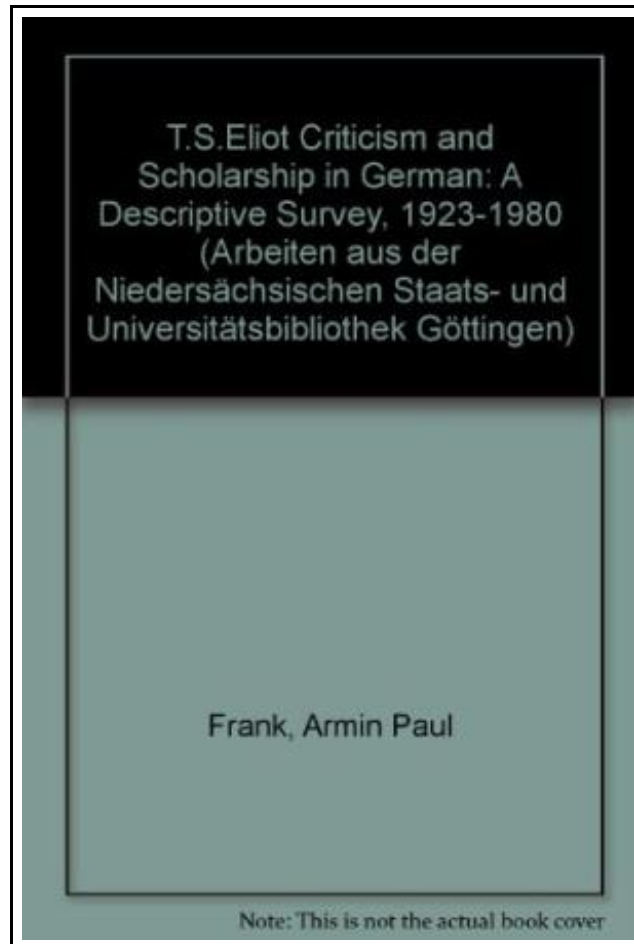 T.S.Eliot Criticism and
Scholarship in German: A
Descriptive Survey, 1923-1980
(Arbeiten aus der
Niedersächsischen Staats- und
Universitätsbibliothek Göttingen)
Frank, Armin Paul
Note: This is not the actual book cover